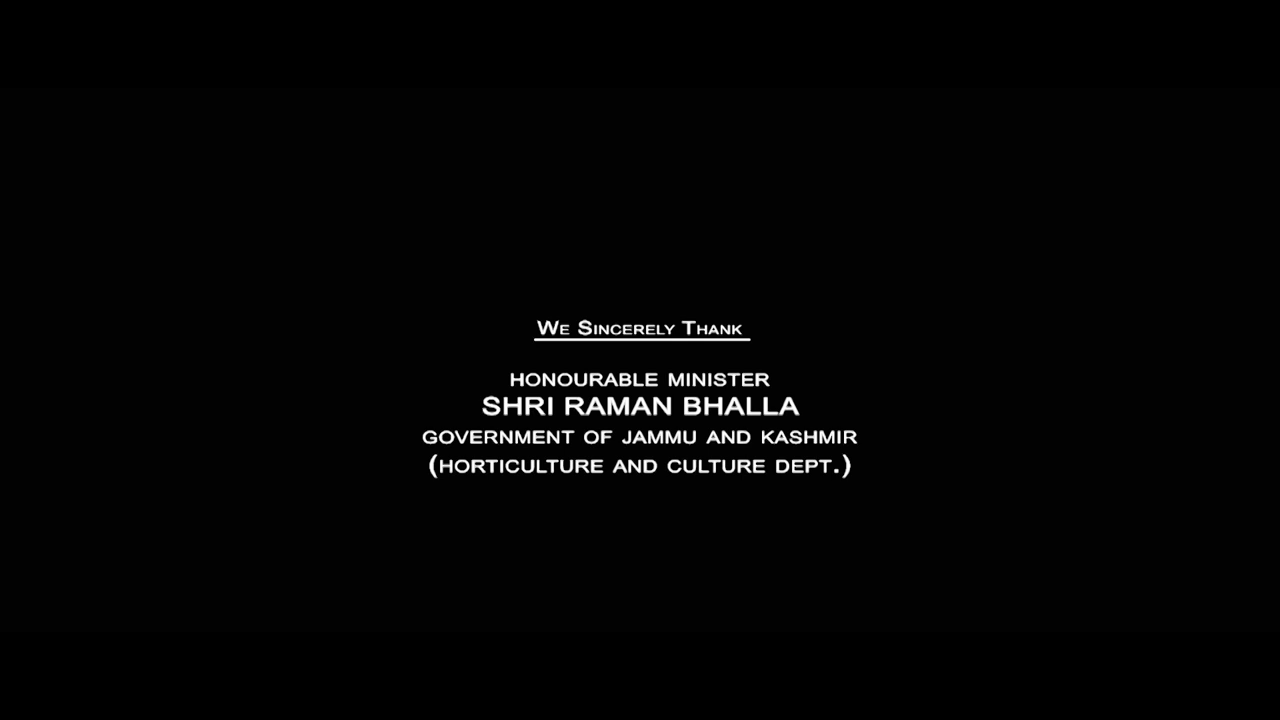 We Sincerely Thank
HONOURABLE MINISTER
SHRI RAMAN BHALLA
GOVERNMENT OF JAMMU AND KASHMIR
(HORTICULTURE AND CULTURE DEPT.)